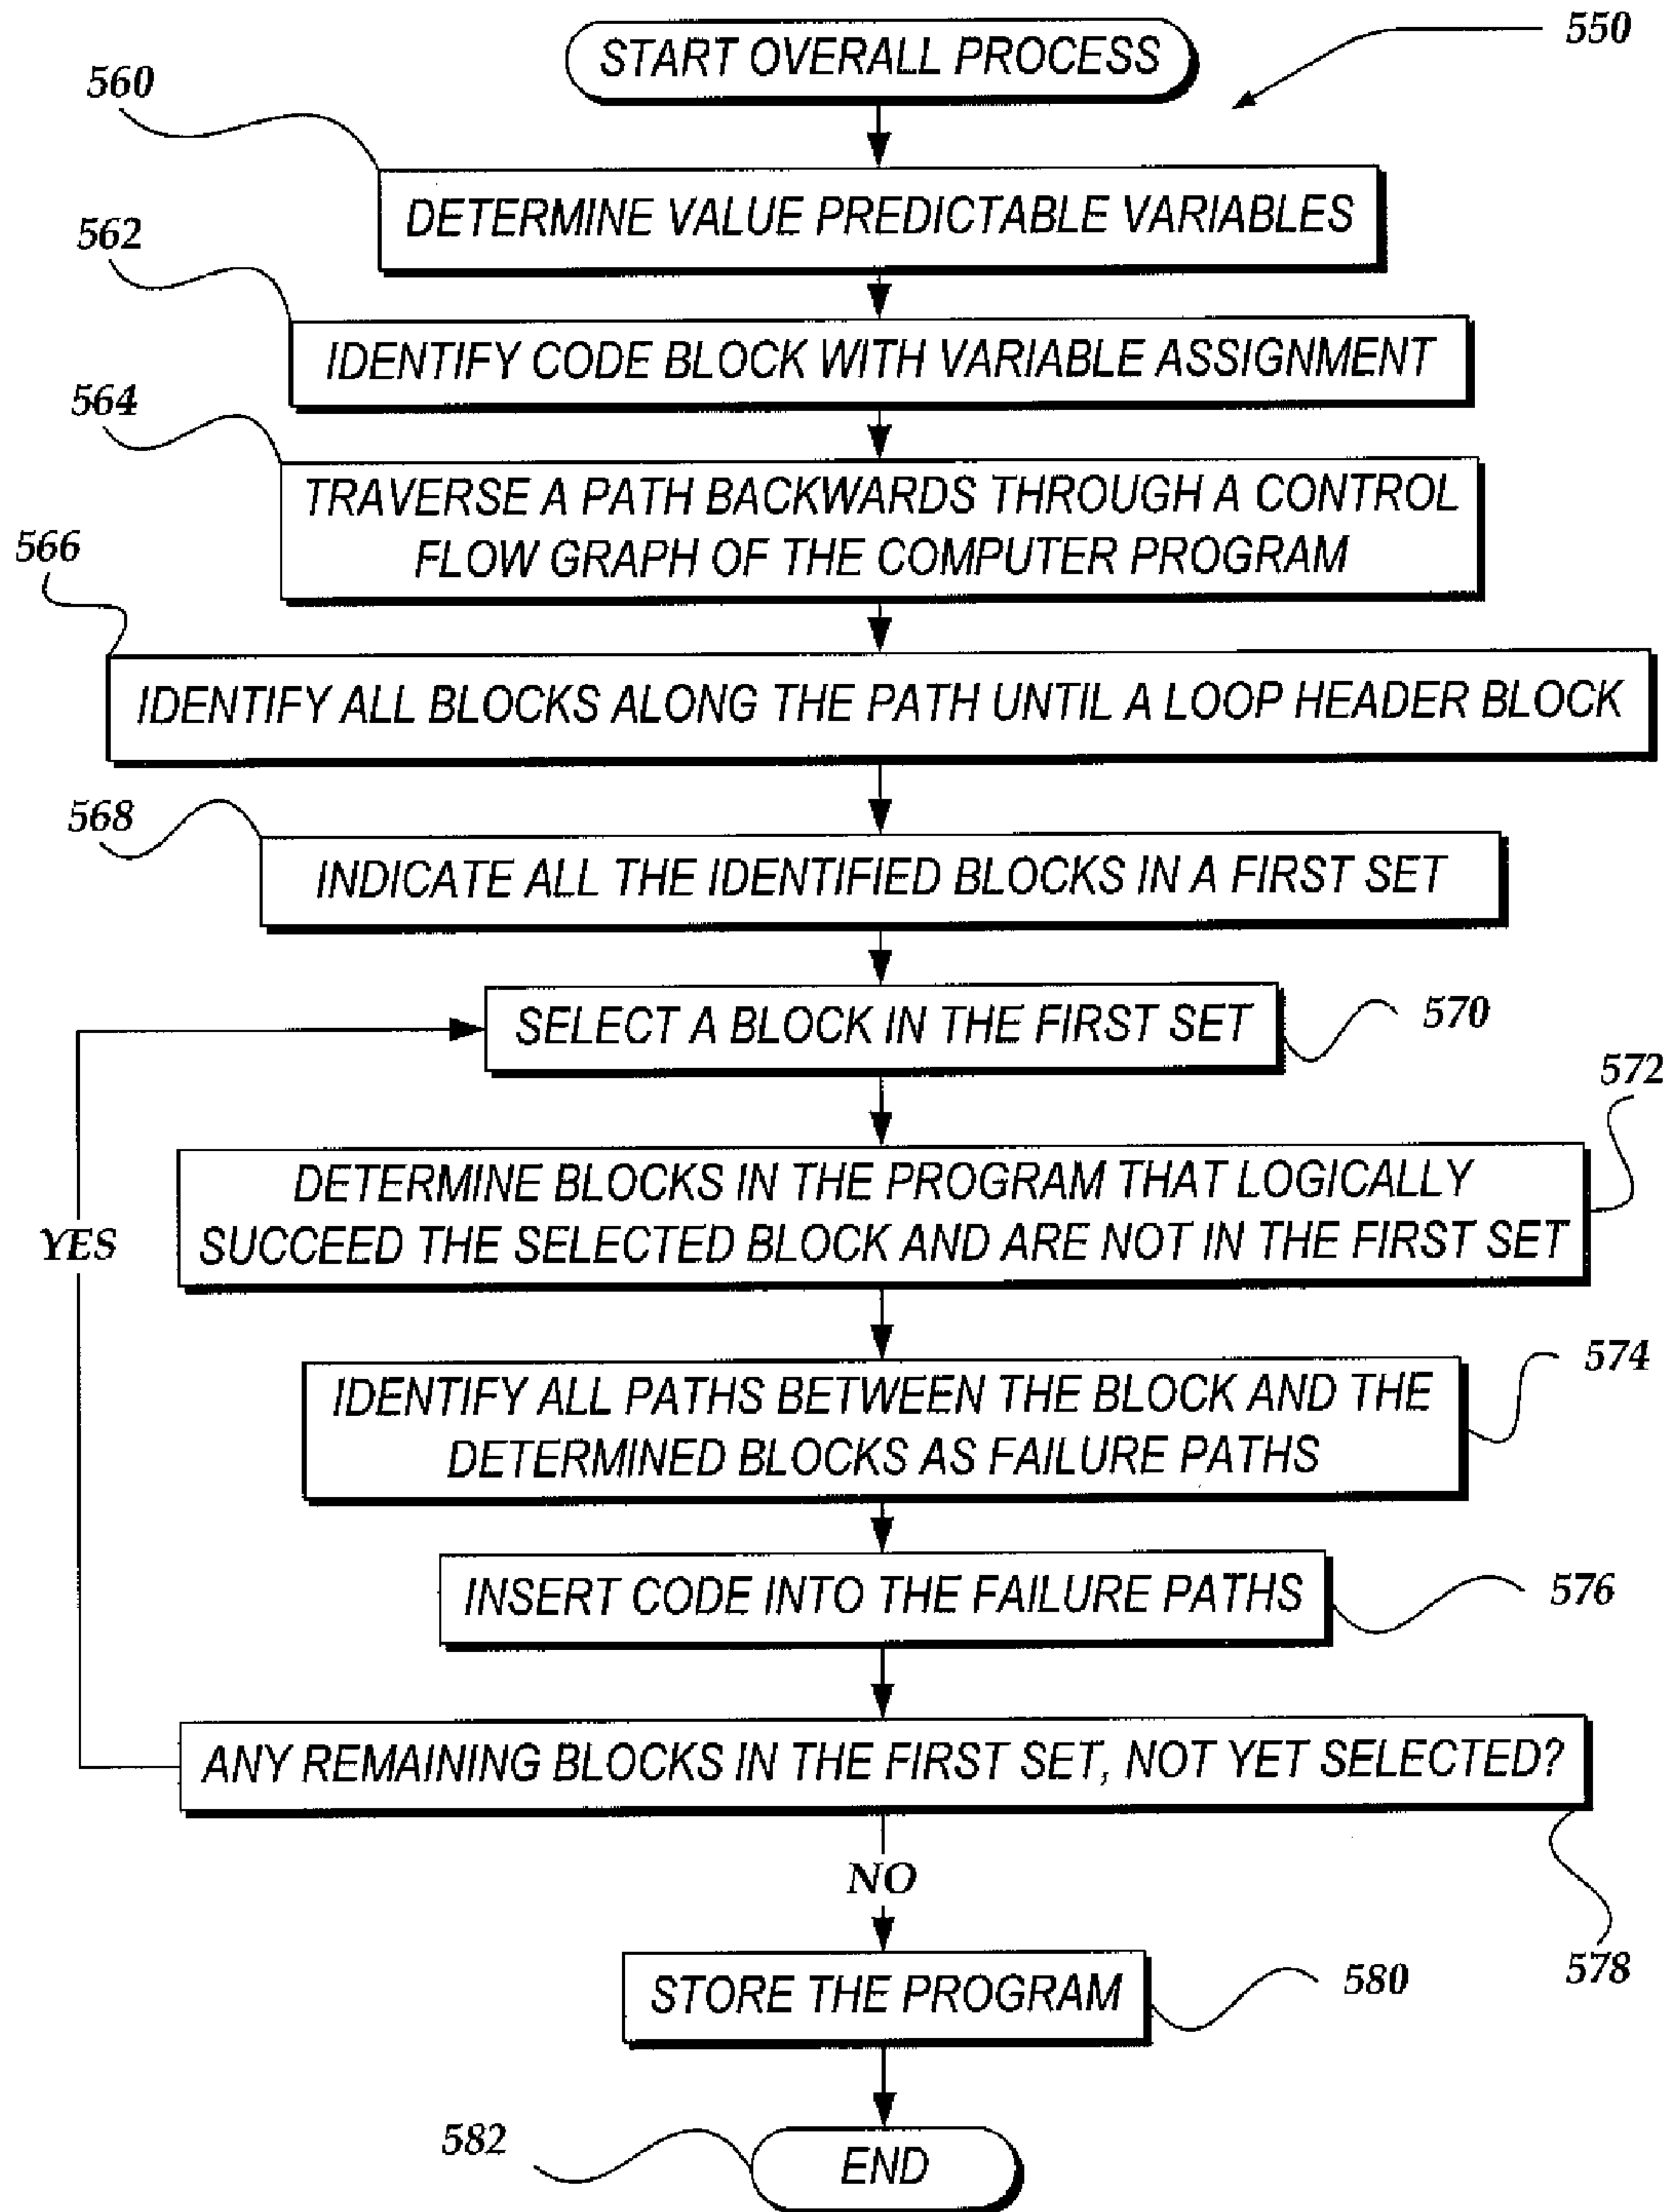 START OVERALL PROCESS
550
560
DETERMINE VALUE PREDICTABLE VARIABLES
562
IDENTIFY CODE BLOCK WITH VARIABLE ASSIGNMENT
564
TRAVERSE A PATH BACKWARDS THROUGH A CONTROL
FLOW GRAPH OF THE COMPUTER PROGRAM
566
IDENTIFY ALL BLOCKS ALONG THE PATH UNTIL A LOOP HEADER BLOCK
568
INDICATE ALL THE IDENTIFIED BLOCKS IN A FIRST SET
SELECT A BLOCK IN THE FIRST SET
570
572
DETERMINE BLOCKS IN THE PROGRAM THAT LOGICALLY
SUCCEED THE SELECTED BLOCK AND ARE NOT IN THE FIRST SET
YES
574
IDENTIFY ALL PATHS BETWEEN THE BLOCK AND THE
DETERMINED BLOCKS AS FAILURE PATHS
INSERT CODE INTO THE FAILURE PATHS
576
ANY REMAINING BLOCKS IN THE FIRST SET, NOT YET SELECTED?
NO
578
STORE THE PROGRAM
580
582
END